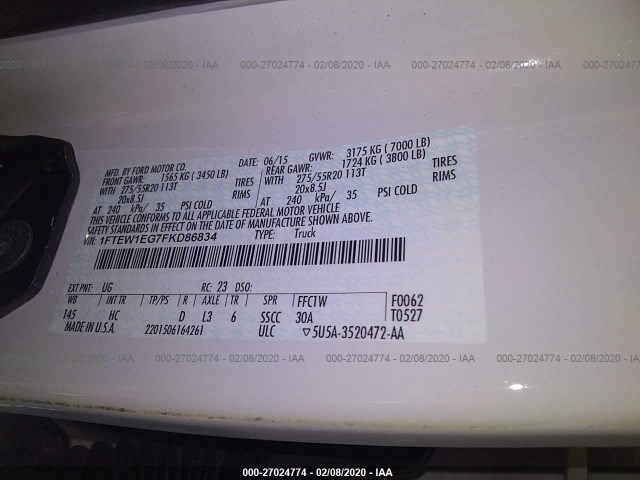 000-27024774 - 02/08/2020 - IAA
MFD. BY FORD MOTOR CO.
DATE: 06/15
GVWR: 3175 KG ( 7000 LB)
FRONT GAWR: 1565 KG ( 3450 LB)
REAR GAWR: 1724 KG ( 3800 LB)
WITH 275/55R20 113T TIRES
WITH 275/55R20 113T TIRES
20x8.5J RIMS
20x8.5J RIMS
AT 240 kPa/ 35 PSI COLD
AT 240 kPa/ 35 PSI COLD
THIS VEHICLE CONFORMS TO ALL APPLICABLE FEDERAL MOTOR VEHICLE
SAFETY STANDARDS IN EFFECT ON THE DATE OF MANUFACTURE SHOWN ABOVE.
VIN: 1FTEW1EG7FKD86834
TYPE: Truck
EXT PNT: UG RC: 23 DSO:
WB INT TR TP/PS R AXLE TR SPR FFC1W F0062
145 HC D L3 6 SSCC 30A T0527
MADE IN U.S.A. 2201506164261 ULC ▽5U5A-3520472-AA
000-27024774 - 02/08/2020 - IAA
000-27024774 - 02/08/2020 - IAA